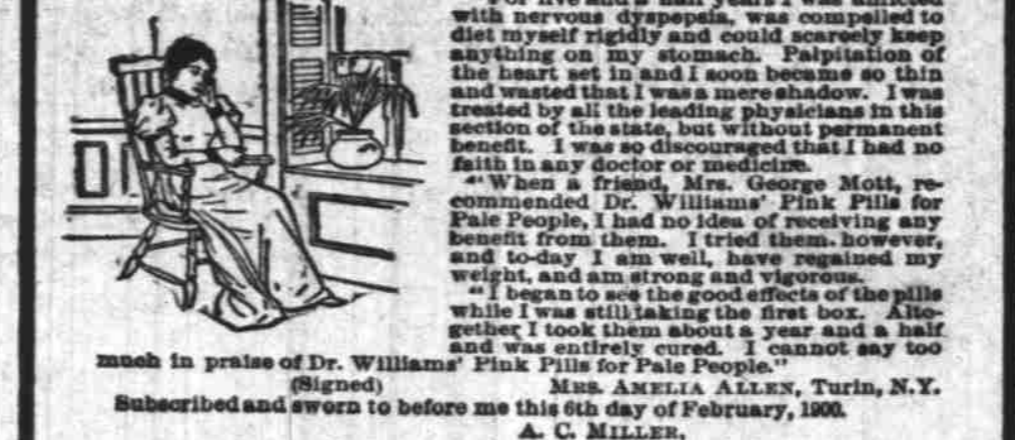 "For five and a half years I was afflicted
with nervous dyspepsia, was compelled to
diet myself rigidly and could scarcely keep
anything on my stomach. Palpitation of
the heart set in and I soon became so thin
and wasted that I was a mere shadow. I was
treated by all the leading physicians in this
section of the state, but without permanent
benefit. I was so discouraged that I had no
faith in any doctor or medicine.
"When a friend, Mrs. George Mott, re-
commended Dr. Williams' Pink Pills for
Pale People, I had no idea of receiving any
benefit from them. I tried them. however,
and to-day I am well, have regained my
weight, and am strong and vigorous.
"I began to see the good effects of the pills
while I was still taking the first box. Alto-
gether I took them about a year and a half
and was entirely cured. I cannot say too
much in praise of Dr. Williams' Pink Pills for Pale People."
(Signed) MRS. AMELIA ALLEN, Turin, N.Y.
Subscribed and sworn to before me this 6th day of February, 1900.
A. C. MILLER,